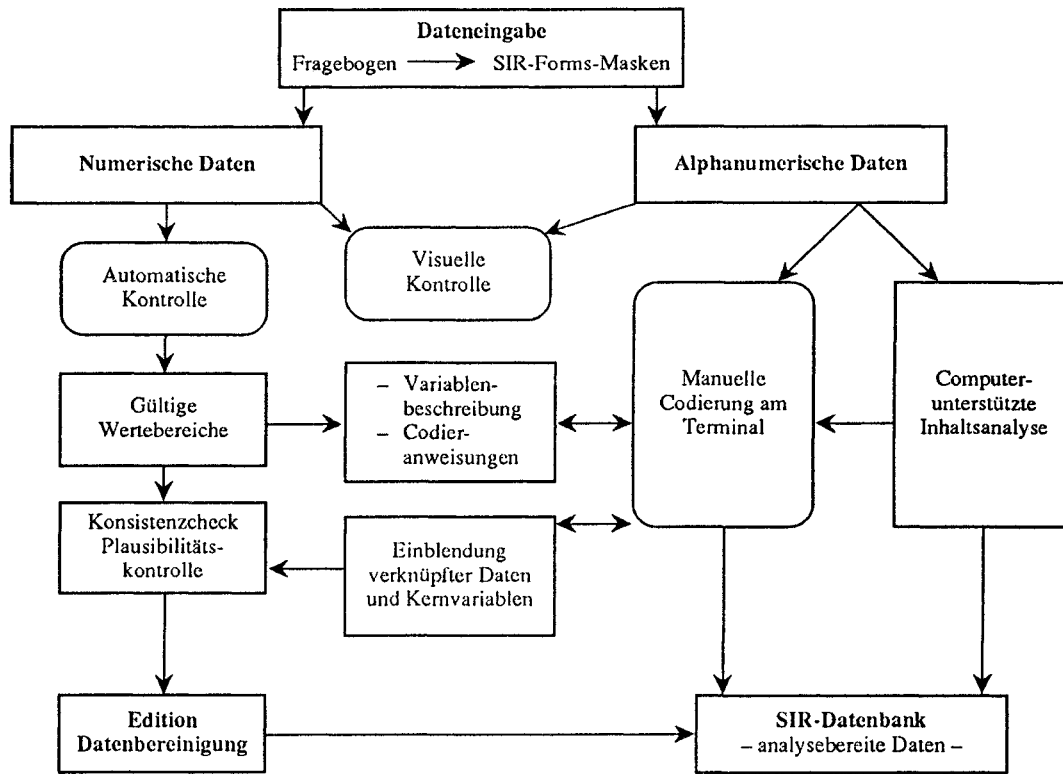 Dateneingabe
Fragebogen SIR-Forms-Masken
Numerische Daten
Alphanumerische Daten
Automatische
Kontrolle
Visuelle
Kontrolle
Gültige
Wertebereiche
– Variablen-
beschreibung
– Codier-
anweisungen
Manuelle
Codierung am
Terminal
Computer-
unterstützte
Inhaltsanalyse
Konsistenzcheck
Plausibilitäts-
kontrolle
Einblendung
verknüpfter Daten
und Kernvariablen
Edition
Datenbereinigung
SIR-Datenbank
– analysebereite Daten –